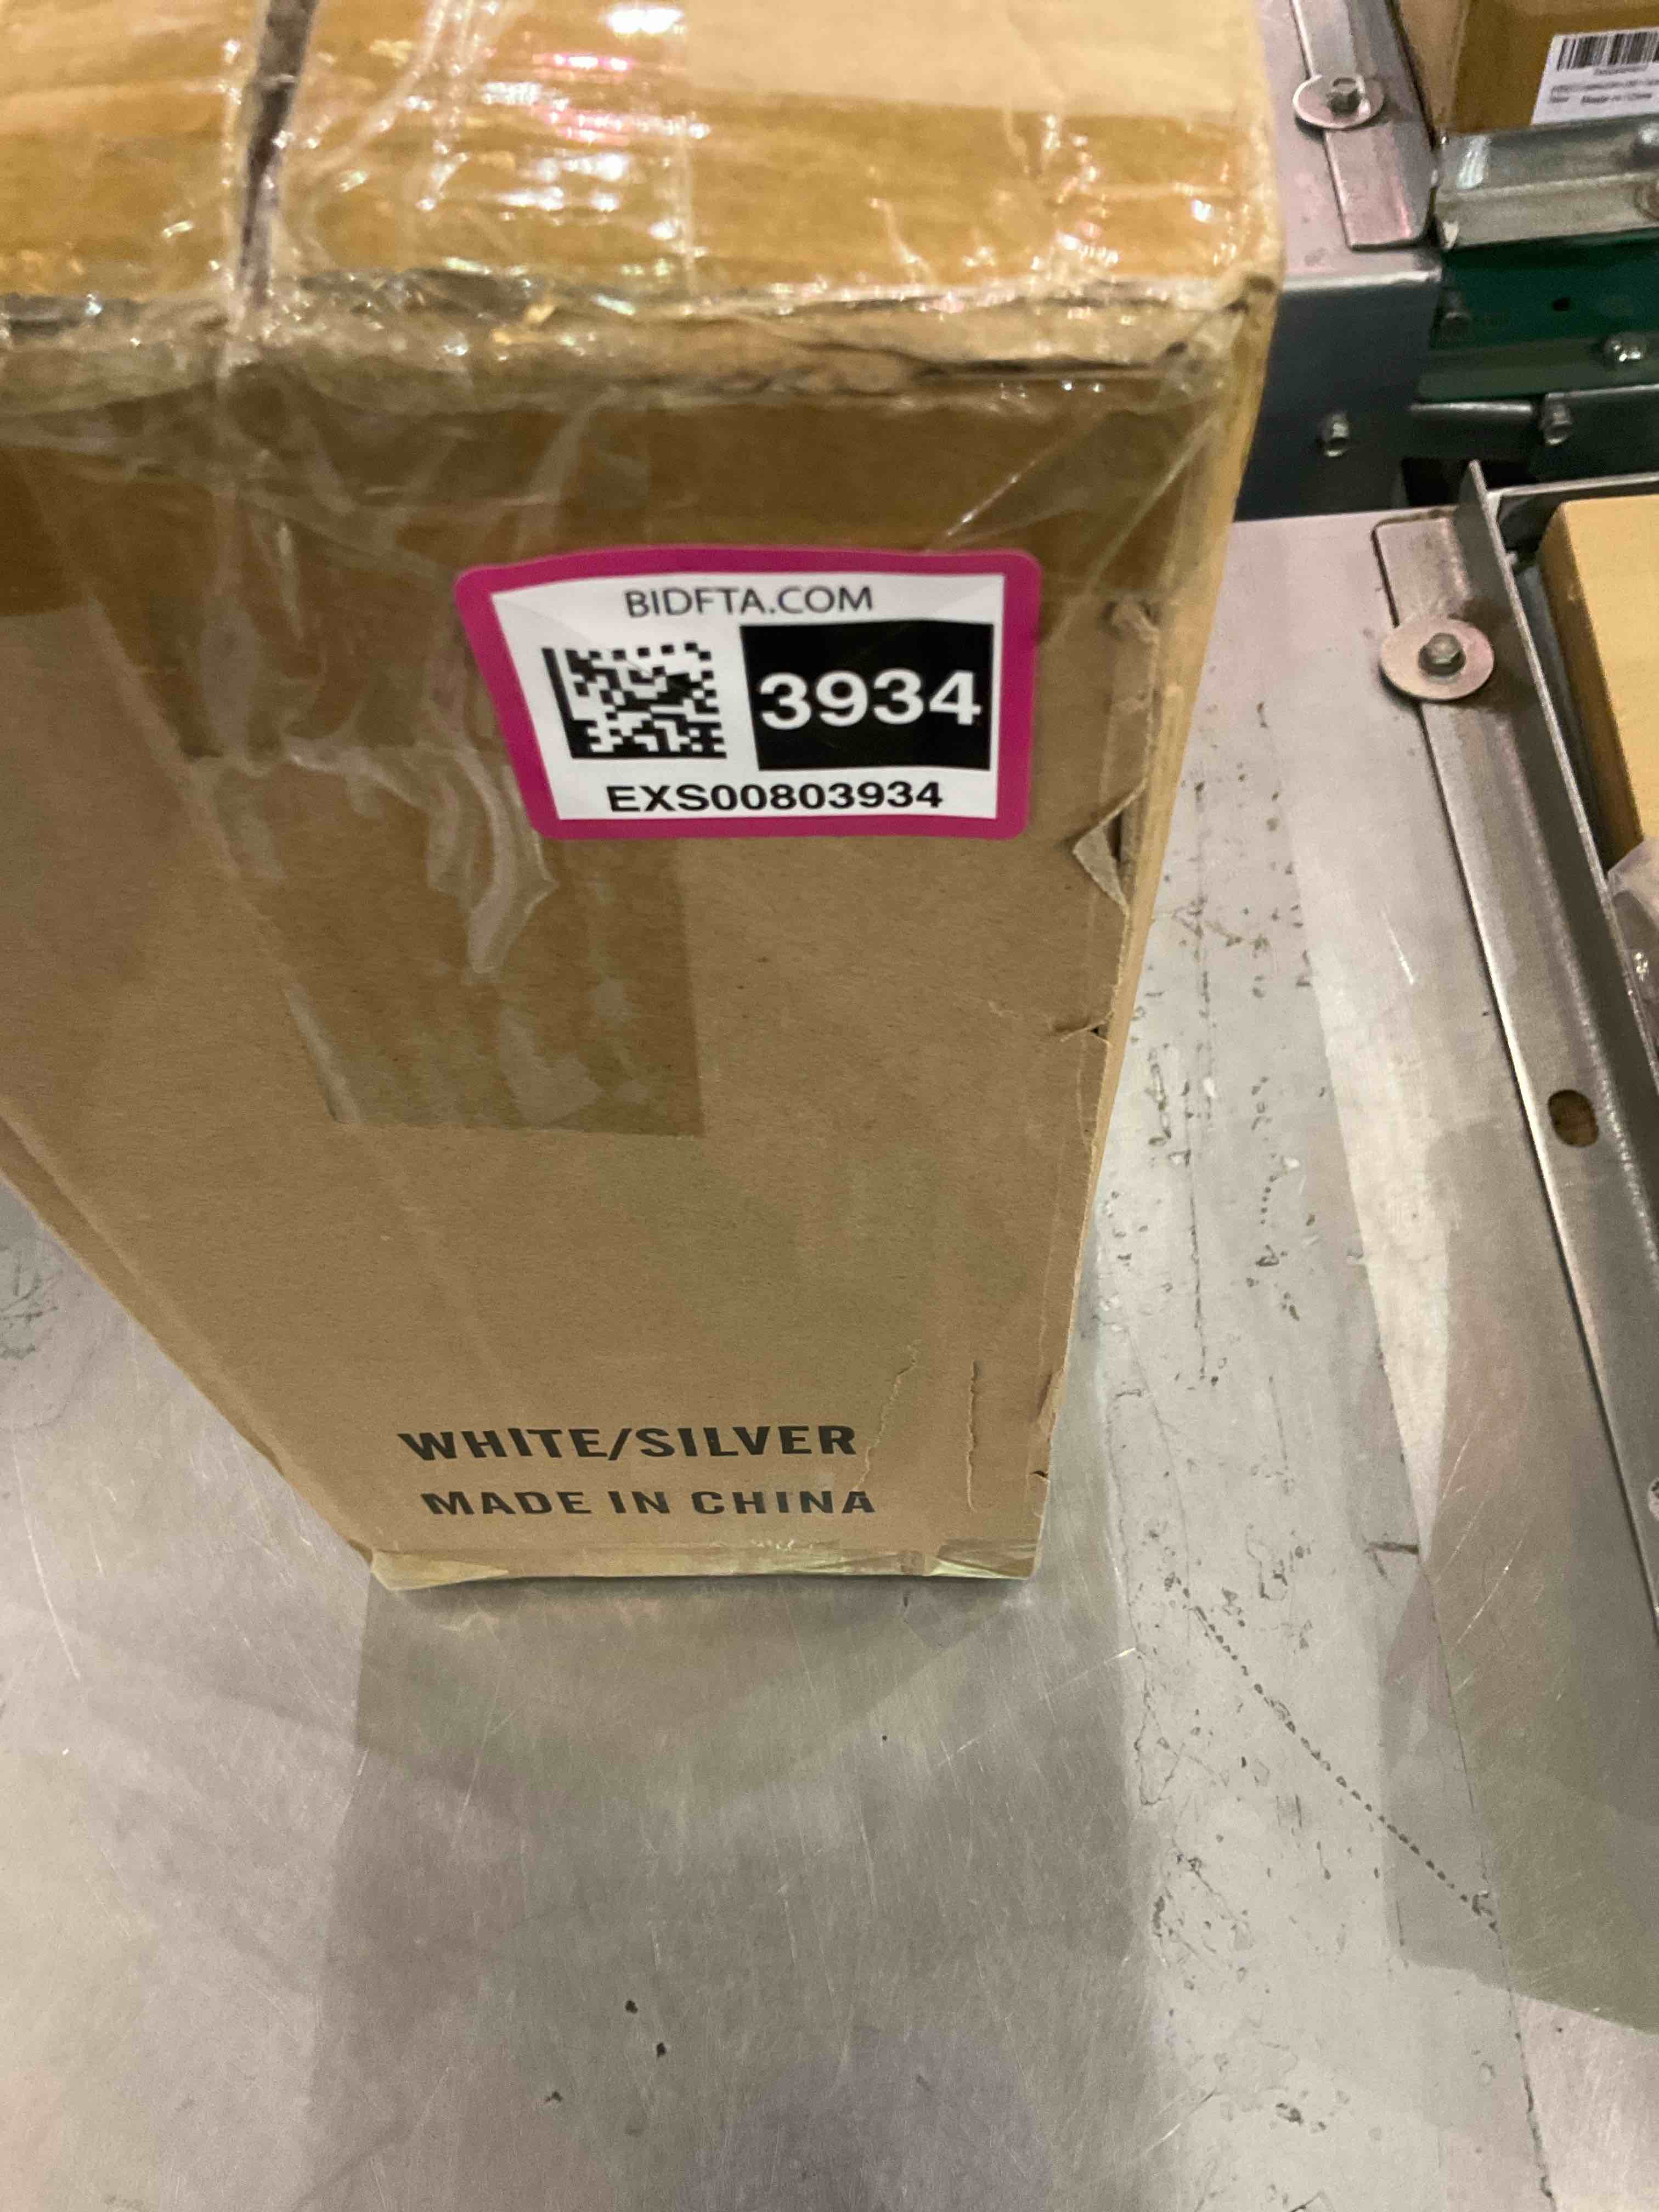 BIDFTA.COM
3934
EXS00803934
WHITE/SILVER
MADE IN CHINA